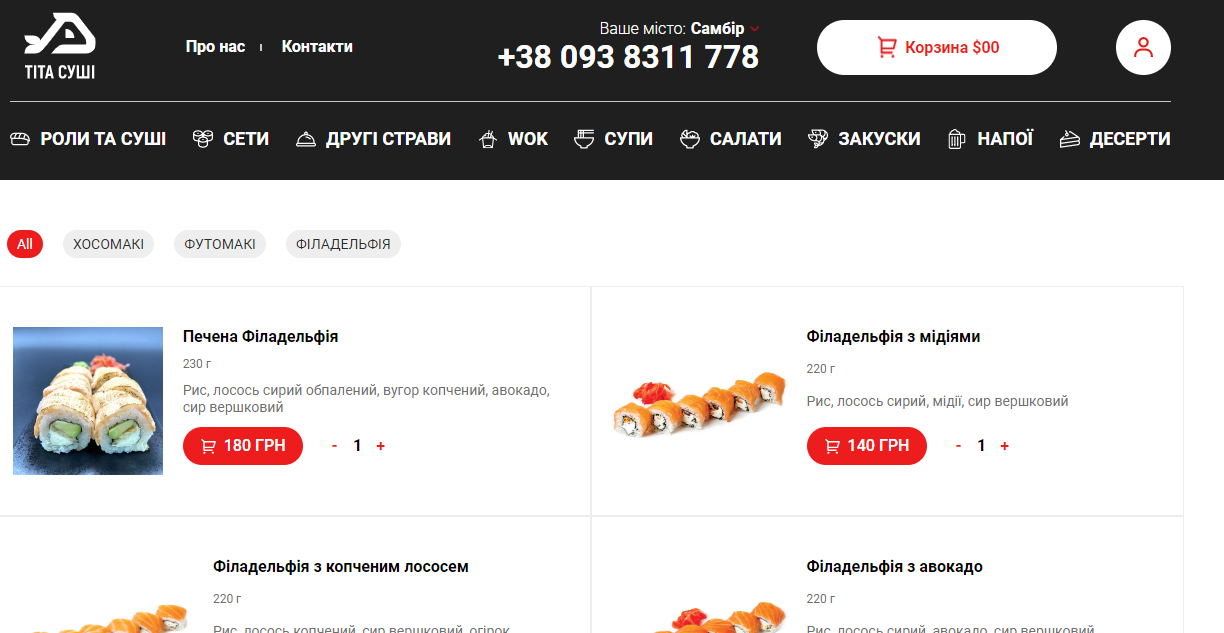 ТІТА СУШІ
Про нас
Контакти
Ваше місто: Самбір
+38 093 8311 778
Корзина $00
РОЛИ ТА СУШІ
СЕТИ
ДРУГІ СТРАВИ
WOK
СУПИ
САЛАТИ
ЗАКУСКИ
НАПОЇ
ДЕСЕРТИ
All
ХОСОМАКІ
ФУТОМАКІ
ФІЛАДЕЛЬФІЯ
Печена Філадельфія
230 г
Рис, лосось сирий обпалений, вугор копчений, авокадо,
сир вершковий
180 ГРН
- 1 +
Філадельфія з мідіями
220 г
Рис, лосось сирий, мідії, сир вершковий
140 ГРН
- 1 +
Філадельфія з копченим лососем
220 г
Рис, лосось копчений, сир вершковий, огірок
Філадельфія з авокадо
220 г
Рис, лосось сирий, авокадо, сир вершковий